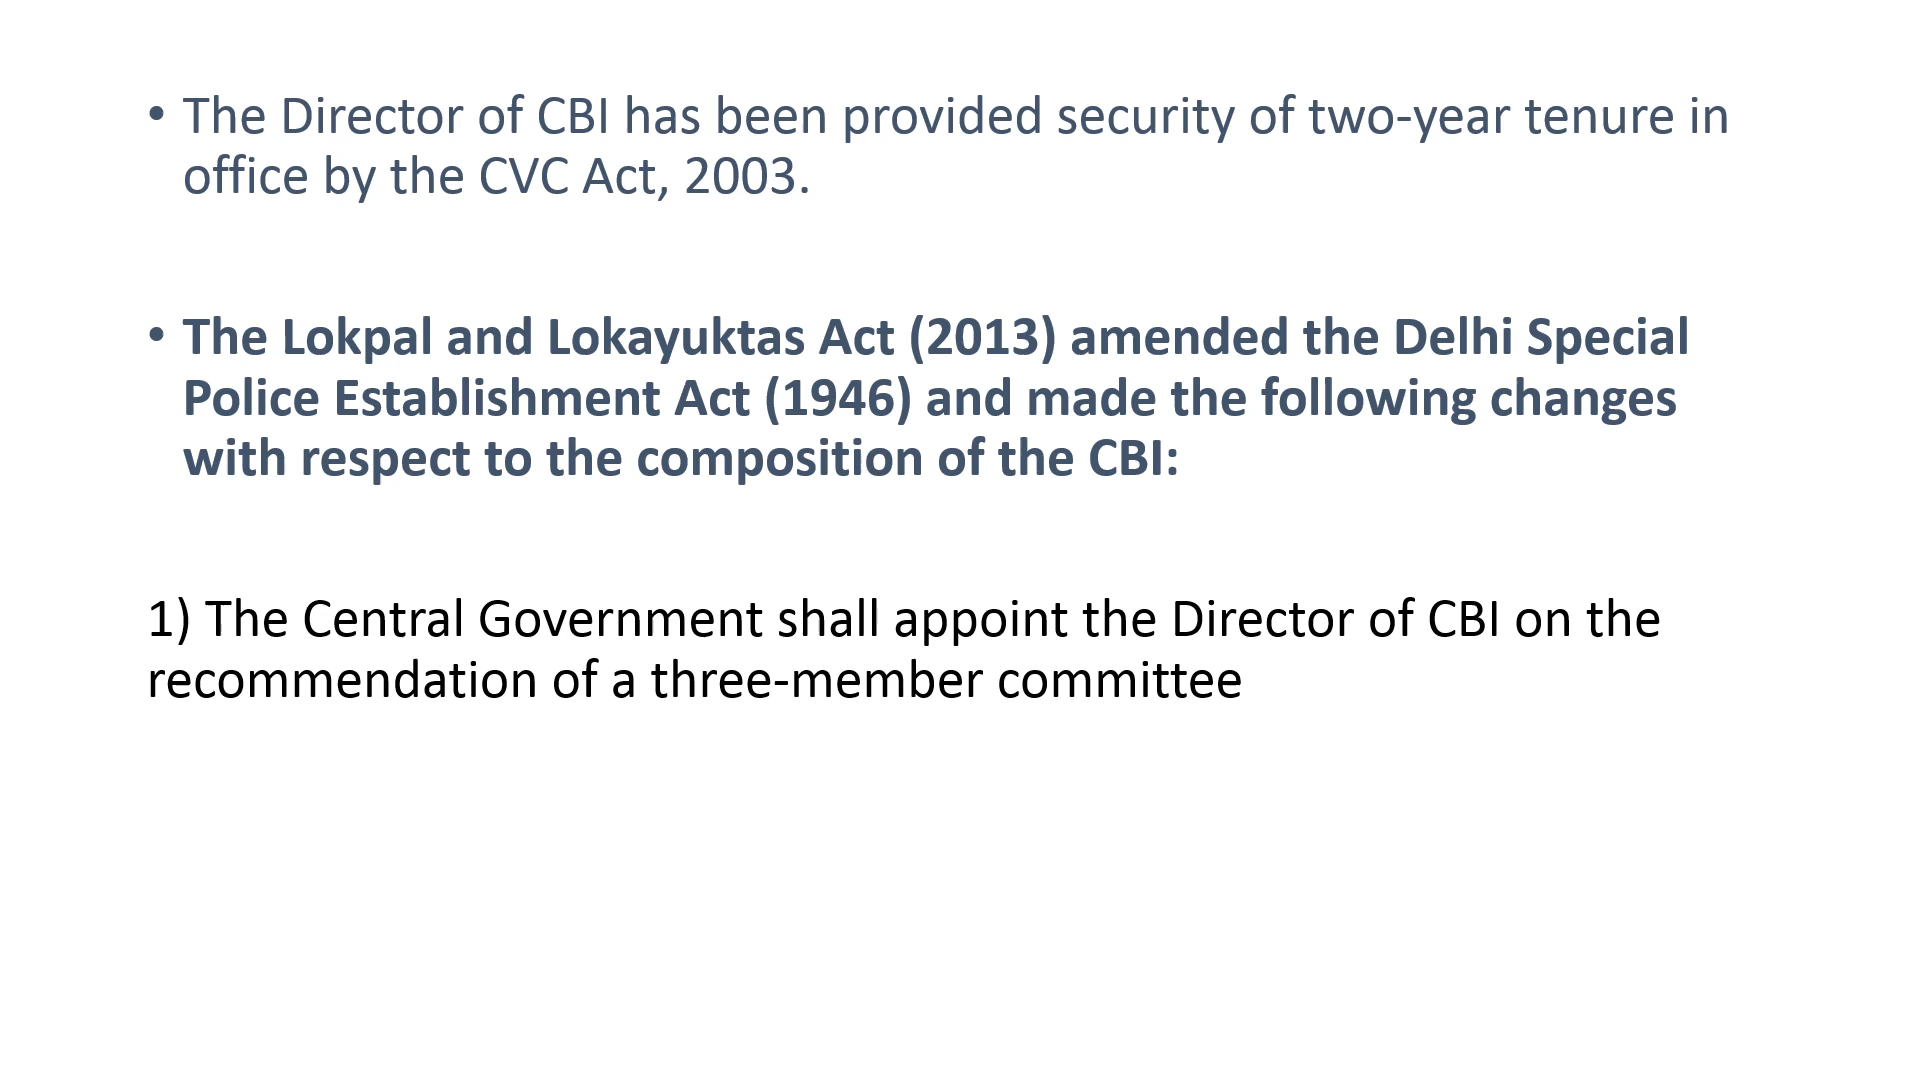 • The Director of CBI has been provided security of two-year tenure in
office by the CVC Act, 2003.
• The Lokpal and Lokayuktas Act (2013) amended the Delhi Special
Police Establishment Act (1946) and made the following changes
with respect to the composition of the CBI:
1) The Central Government shall appoint the Director of CBI on the
recommendation of a three-member committee